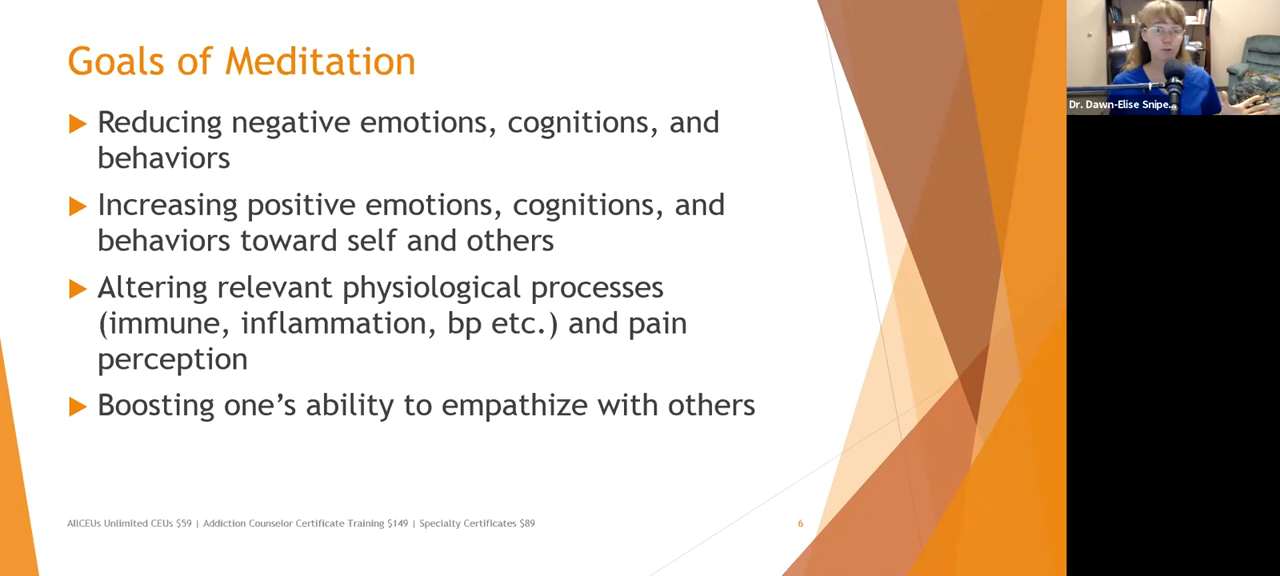 Goals of Meditation
Reducing negative emotions, cognitions, and
behaviors
Increasing positive emotions, cognitions, and
behaviors toward self and others
Altering relevant physiological processes
(immune, inflammation, bp etc.) and pain
perception
Boosting one’s ability to empathize with others
AllCEUs Unlimited CEUs $59 | Addiction Counselor Certificate Training $149 | Specialty Certificates $89
6
Dr. Dawn-Elise Snipe...